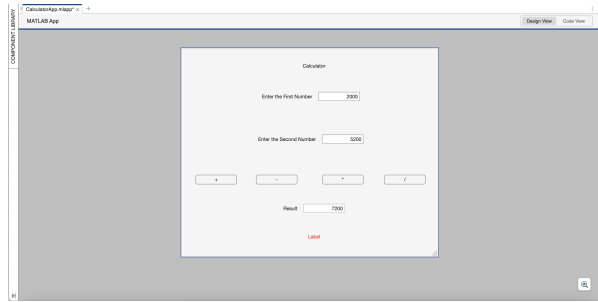 CalculatorApp.mlapp* × +
MATLAB App
Design View Code View
COMPONENT LIBRARY
Calculator
Enter the First Number 2000
Enter the Second Number 5200
+ - * /
Result 7200
Label